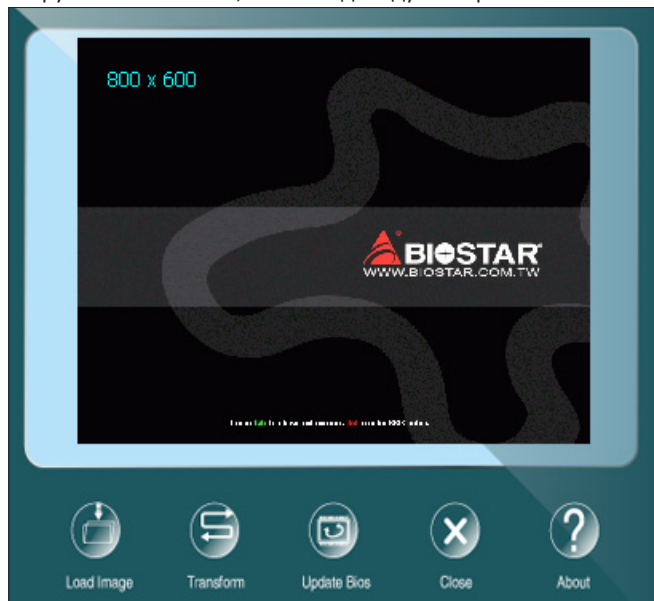 800 x 600
BIOSTAR
WWW.BIOSTAR.COM.TW
Load Image
Transform
Update Bios
Close
About